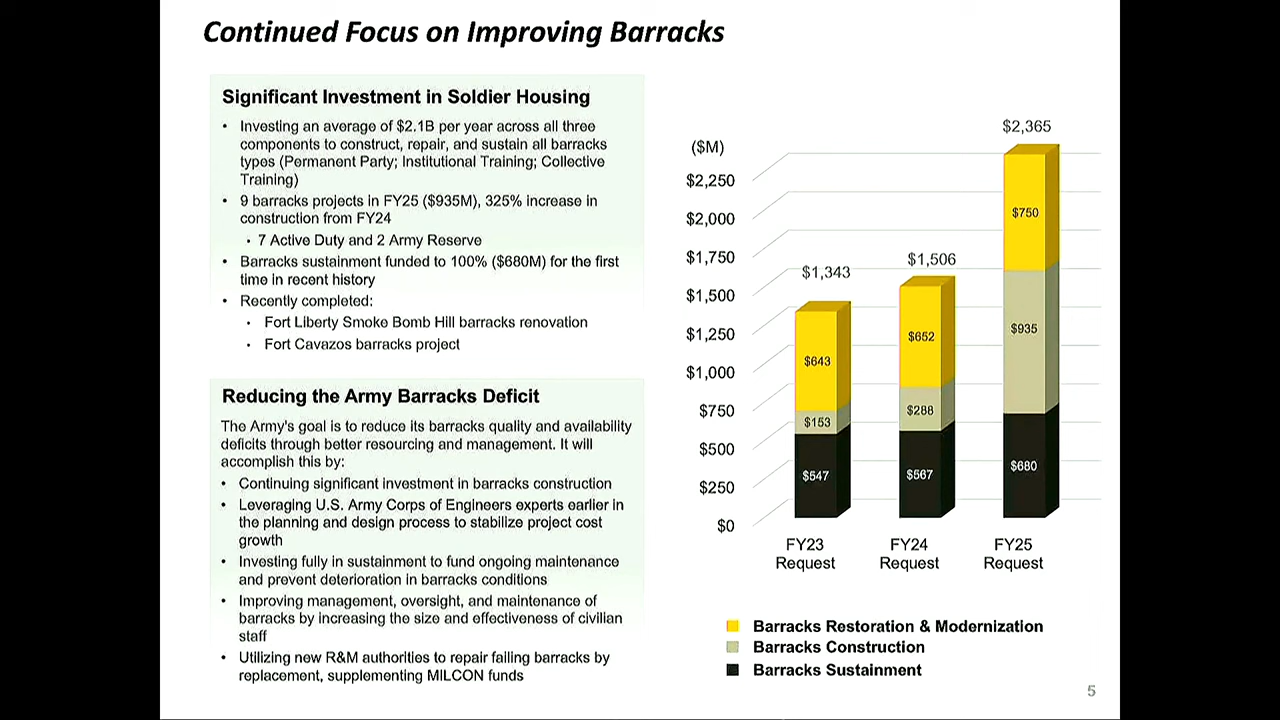 Continued Focus on Improving Barracks
Significant Investment in Soldier Housing
• Investing an average of $2.1B per year across all three
components to construct, repair, and sustain all barracks
types (Permanent Party; Institutional Training; Collective
Training)
• 9 barracks projects in FY25 ($935M), 325% increase in
construction from FY24
• 7 Active Duty and 2 Army Reserve
• Barracks sustainment funded to 100% ($680M) for the first
time in recent history
• Recently completed:
• Fort Liberty Smoke Bomb Hill barracks renovation
• Fort Cavazos barracks project
Reducing the Army Barracks Deficit
The Army's goal is to reduce its barracks quality and availability
deficits through better resourcing and management. It will
accomplish this by:
• Continuing significant investment in barracks construction
• Leveraging U.S. Army Corps of Engineers experts earlier in
the planning and design process to stabilize project cost
growth
• Investing fully in sustainment to fund ongoing maintenance
and prevent deterioration in barracks conditions
• Improving management, oversight, and maintenance of
barracks by increasing the size and effectiveness of civilian
staff
• Utilizing new R&M authorities to repair failing barracks by
replacement, supplementing MILCON funds
($M)
$2,250
$2,000
$1,750
$1,500
$1,250
$1,000
$750
$500
$250
$0
$1,343
$643
$153
$547
FY23
Request
$1,506
$652
$288
$567
FY24
Request
$2,365
$750
$935
$680
FY25
Request
Barracks Restoration & Modernization
Barracks Construction
Barracks Sustainment
5